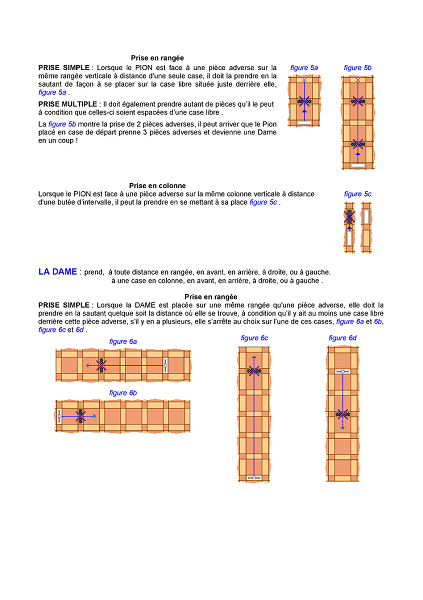 Prise en rangée
PRISE SIMPLE : Lorsque le PION est face à une pièce adverse sur la
même rangée verticale à distance d'une seule case, il doit la prendre en la
sautant de façon à se placer sur la case libre située juste derrière elle,
figure 5a .
figure 5a
figure 5b
PRISE MULTIPLE : Il doit également prendre autant de pièces qu'il le peut
à condition que celles-ci soient espacées d'une case libre .
La figure 5b montre la prise de 2 pièces adverses, il peut arriver que le Pion
placé en case de départ prenne 3 pièces adverses et devienne une Dame
en un coup !
Prise en colonne
Lorsque le PION est face à une pièce adverse sur la même colonne verticale à distance
d'une butée d'intervalle, il peut la prendre en se mettant à sa place figure 5c .
figure 5c
LA DAME : prend, à toute distance en rangée, en avant, en arrière, à droite, ou à gauche.
à une case en colonne, en avant, en arrière, à droite, ou à gauche .
Prise en rangée
PRISE SIMPLE : Lorsque la DAME est placée sur une même rangée qu'une pièce adverse, elle doit la
prendre en la sautant quelque soit la distance où elle se trouve, à condition qu'il y ait au moins une case libre
derrière cette pièce adverse, s'il y en a plusieurs, elle s'arrête au choix sur l'une de ces cases, figure 6a et 6b,
figure 6c et 6d .
figure 6a
figure 6c
figure 6d
figure 6b